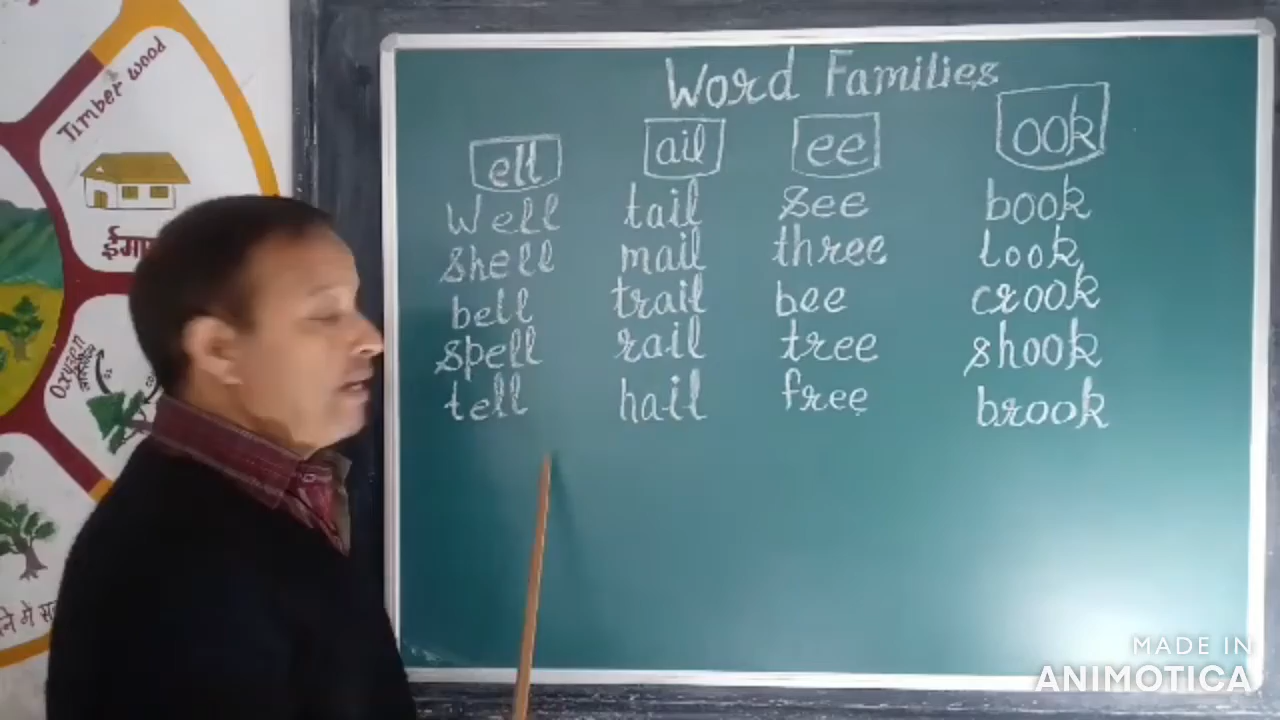 Timber wood
Oxygen
Word Families
ell ail ee ook
Well tail see book
shell mail three look
bell trail bee crook
spell rail tree shook
tell hail free brook
MADE IN
ANIMOTICA